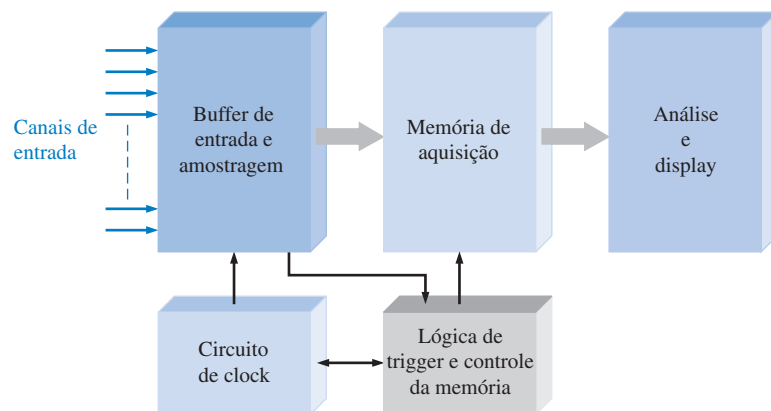 Canais de
entrada
Buffer de
entrada e
amostragem
Memória de
aquisição
Análise
e
display
Circuito
de clock
Lógica de
trigger e controle
da memória